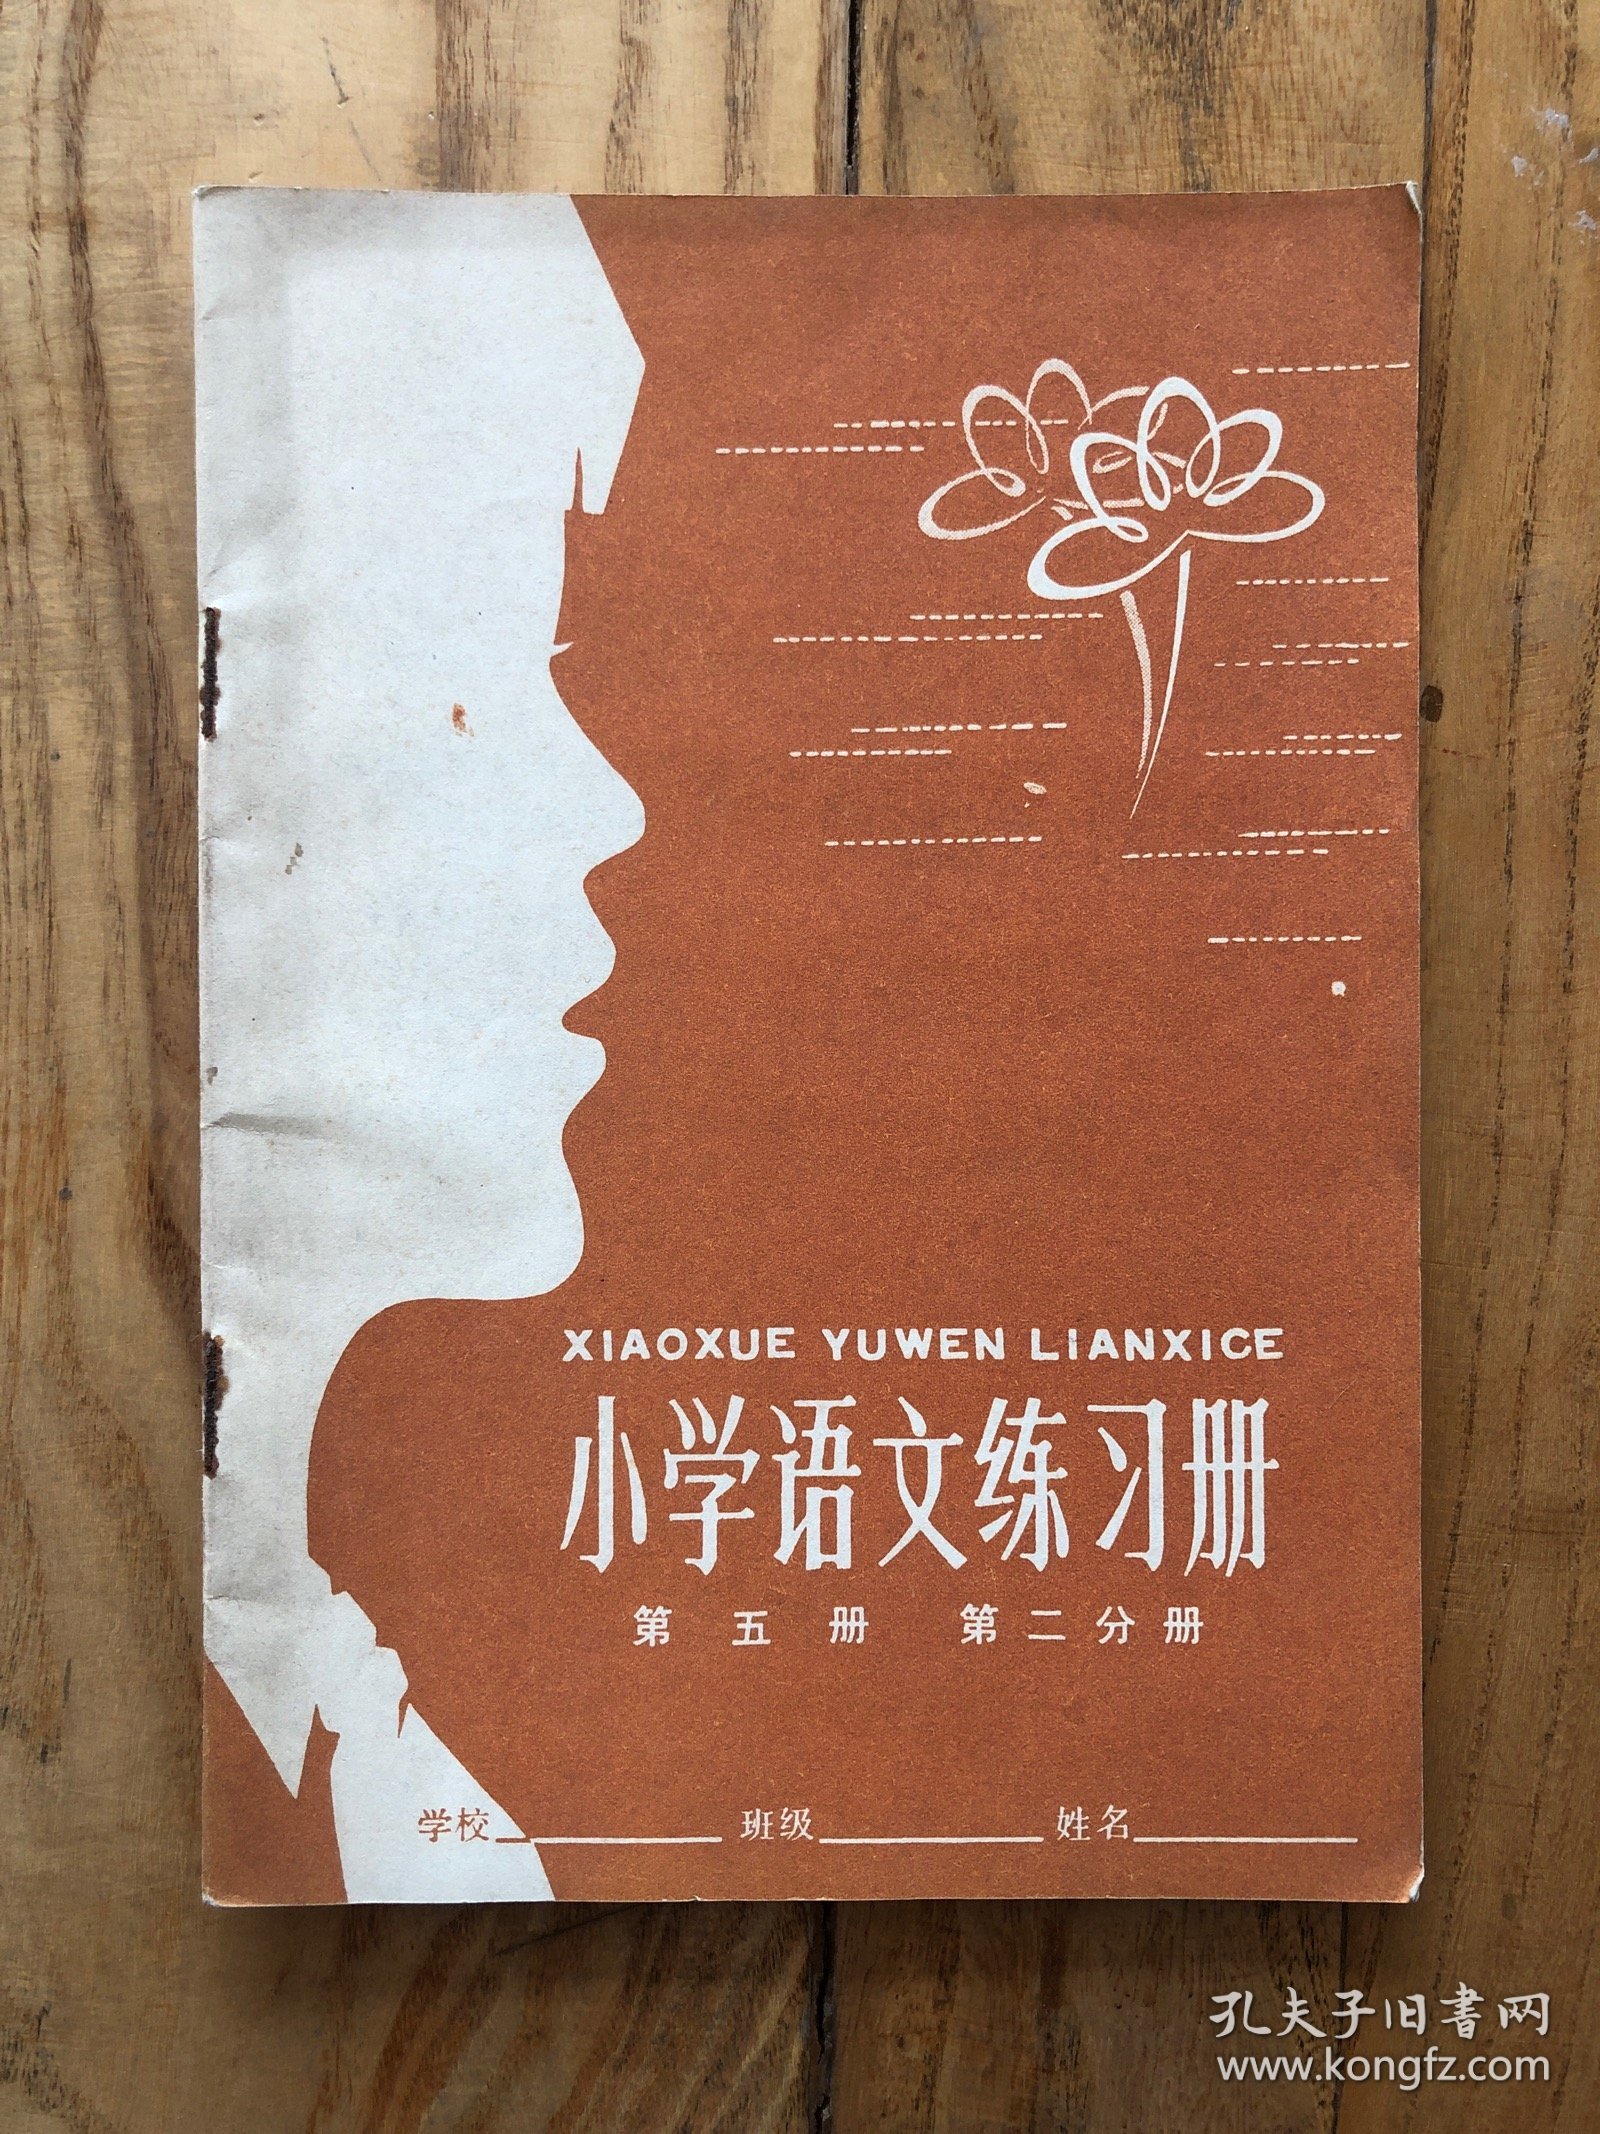 XIAOXUE YUWEN LIANXICE
小学语文练习册
第五册 第二分册
学校 班级 姓名
孔夫子旧书网
www.kongfz.com